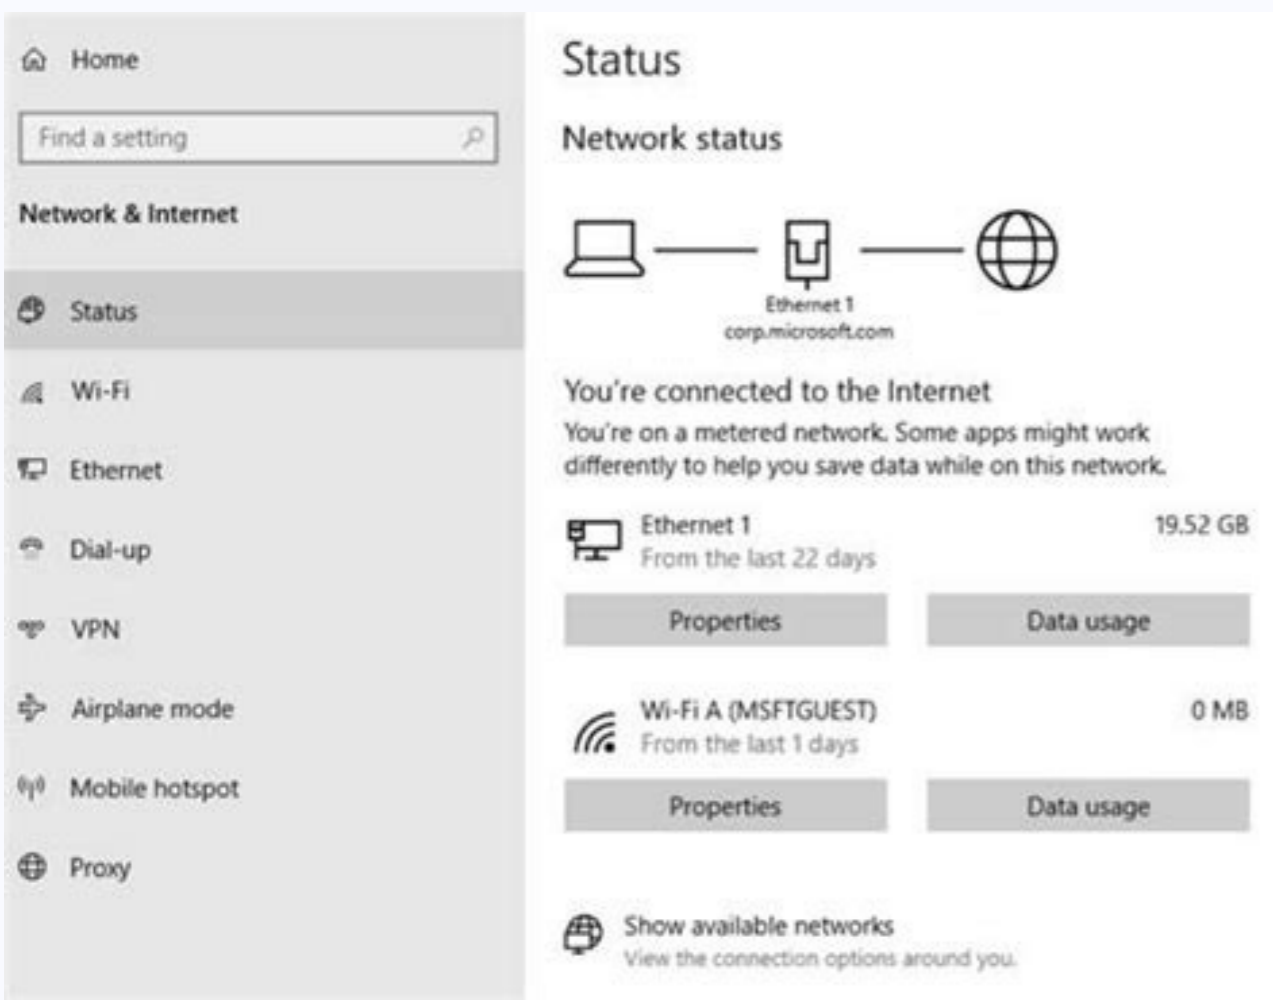 Home
Find a setting
Network & Internet
Status
Wi-Fi
Ethernet
Dial-up
VPN
Airplane mode
Mobile hotspot
Proxy
Status
Network status
Ethernet 1
corp.microsoft.com
You're connected to the Internet
You're on a metered network. Some apps might work
differently to help you save data while on this network.
Ethernet 1 19.52 GB
From the last 22 days
Properties Data usage
Wi-Fi A (MSFTGUEST) 0 MB
From the last 1 days
Properties Data usage
Show available networks
View the connection options around you.